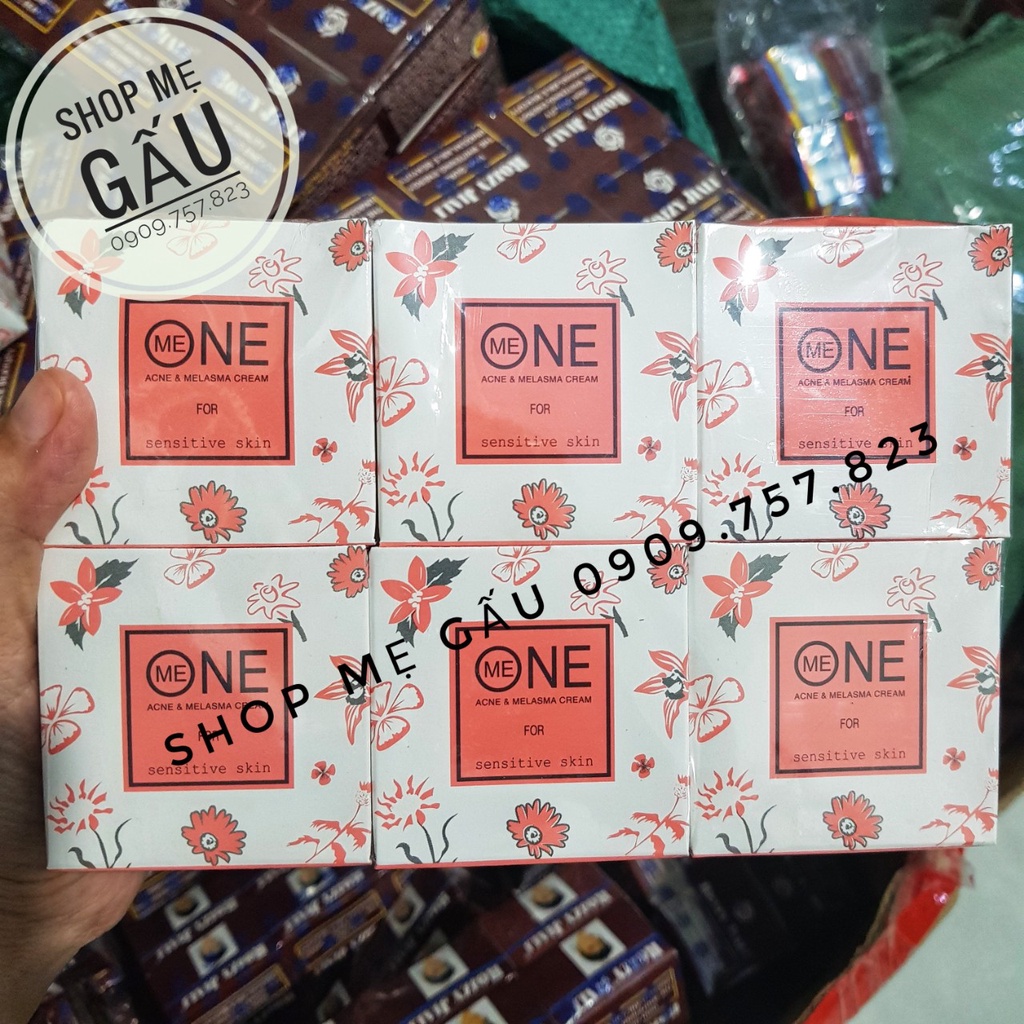 SHOP MẸ
GẤU
0909.757.823
ME ONE
ACNE & MELASMA CREAM
FOR
sensitive skin
ME ONE
ACNE & MELASMA CREAM
FOR
sensitive skin
ME ONE
ACNE & MELASMA CREAM
FOR
sensitive skin
SHOP MẸ GẤU 0909.757.823
ME ONE
ACNE & MELASMA CREAM
sensitive skin
ME ONE
ACNE & MELASMA CREAM
FOR
sensitive skin
ME ONE
ACNE & MELASMA CREAM
FOR
sensitive skin